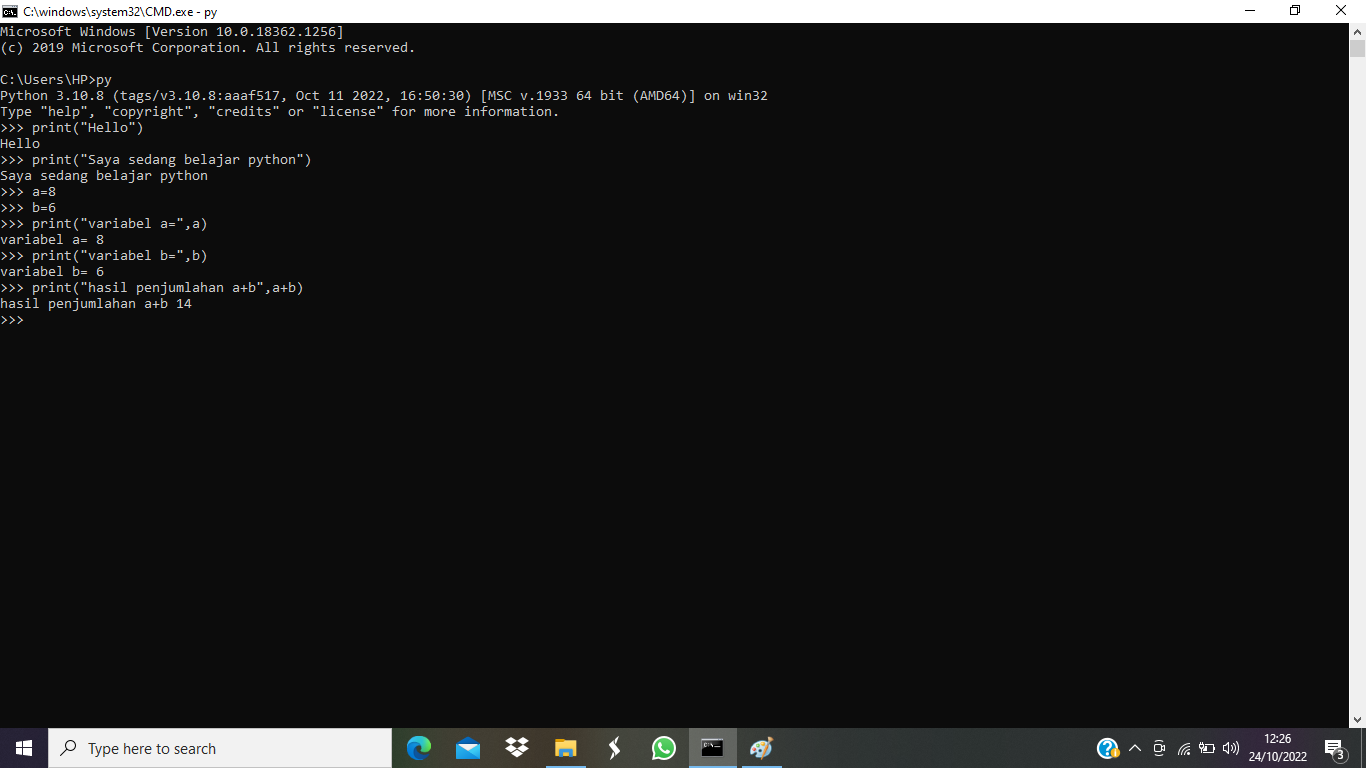 C:\windows\system32\CMD.exe - py
Microsoft Windows [Version 10.0.18362.1256]
(c) 2019 Microsoft Corporation. All rights reserved.
C:\Users\HP>py
Python 3.10.8 (tags/v3.10.8:aaaf517, Oct 11 2022, 16:50:30) [MSC v.1933 64 bit (AMD64)] on win32
Type "help", "copyright", "credits" or "license" for more information.
>>> print("Hello")
Hello
>>> print("Saya sedang belajar python")
Saya sedang belajar python
>>> a=8
>>> b=6
>>> print("variabel a=",a)
variabel a= 8
>>> print("variabel b=",b)
variabel b= 6
>>> print("hasil penjumlahan a+b",a+b)
hasil penjumlahan a+b 14
>>>
Type here to search
12:26
24/10/2022
3